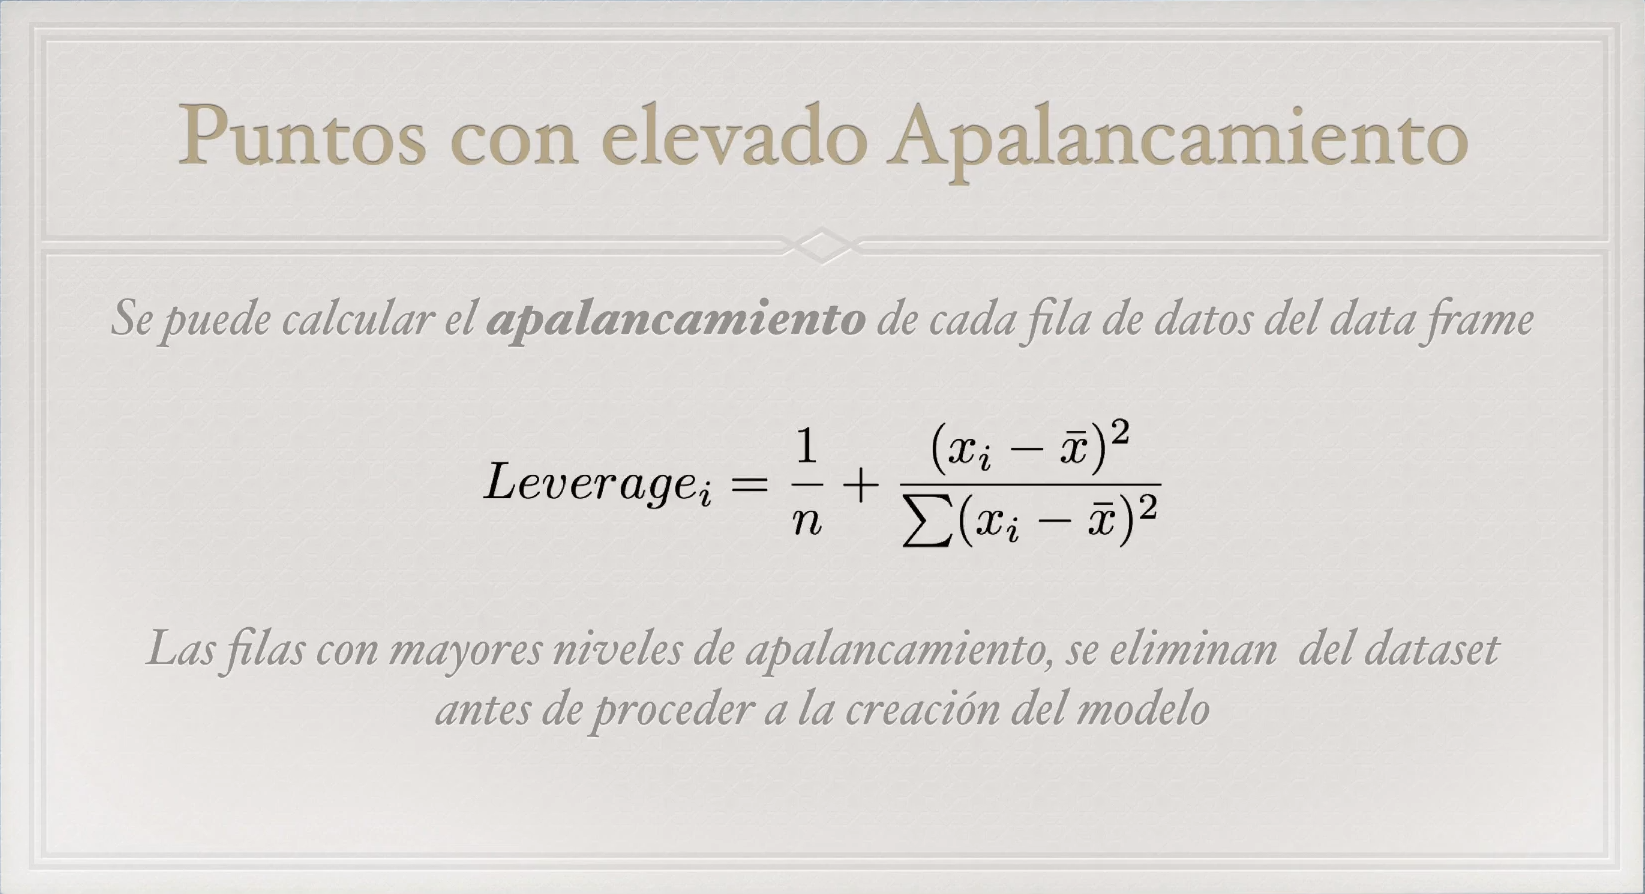 Puntos con elevado Apalancamiento
Se puede calcular el apalancamiento de cada fila de datos del data frame
Leverage_i = \frac{1}{n} + \frac{(x_i - \bar{x})^2}{\sum (x_i - \bar{x})^2}
Las filas con mayores niveles de apalancamiento, se eliminan del dataset
antes de proceder a la creación del modelo